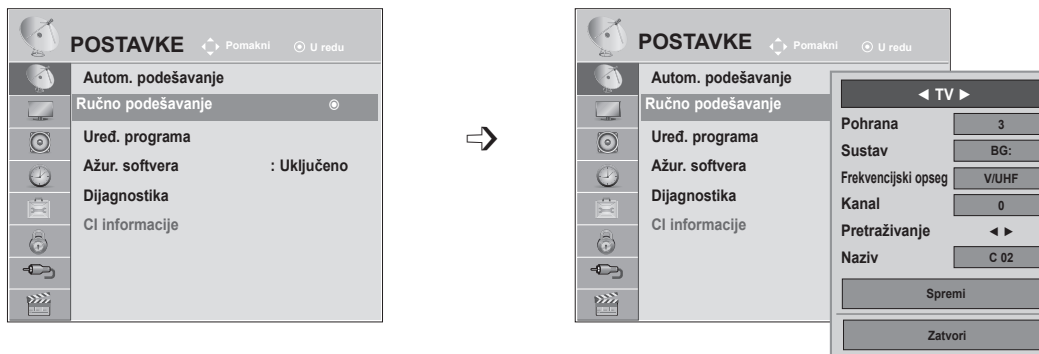 POSTAVKE Pomakni U redu
Autom. podešavanje
Ručno podešavanje
Uređ. programa
Ažur. softvera : Uključeno
Dijagnostika
CI informacije
POSTAVKE Pomakni U redu
Autom. podešavanje
Ručno podešavanje
Uređ. programa
Ažur. softvera
Dijagnostika
CI informacije
◄ TV ►
Pohrana 3
Sustav BG:
Frekvencijski opseg V/UHF
Kanal 0
Pretraživanje ◄ ►
Naziv C 02
Spremi
Zatvori